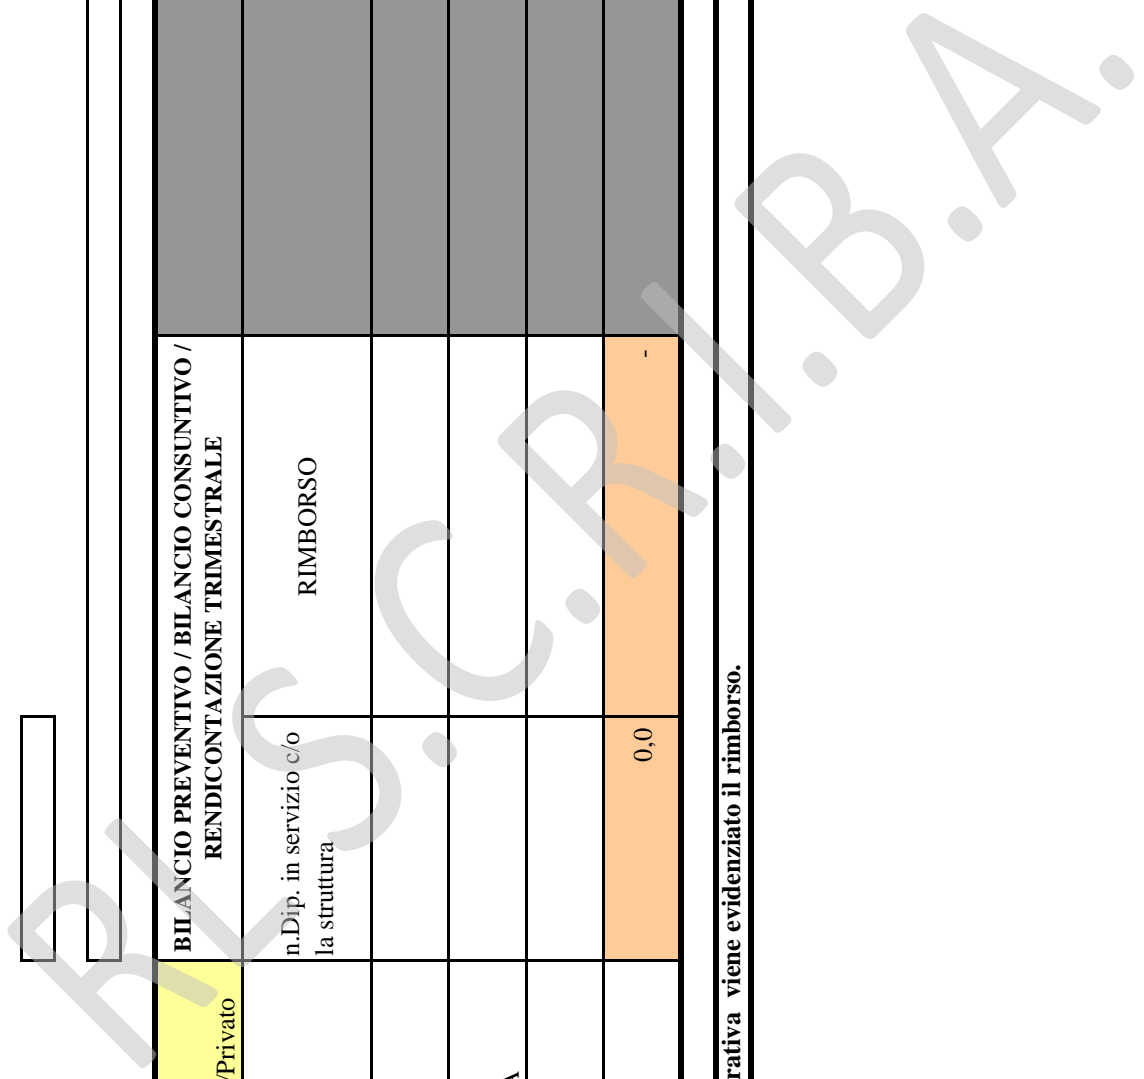 BILANCIO PREVENTIVO / BILANCIO CONSUNTIVO /
RENDICONTAZIONE TRIMESTRALE
/Privato
n.Dip. in servizio c/o
la struttura
RIMBORSO
A
0,0
-
rativa viene evidenziato il rimborso.
RLS.C.R.I.B.A.